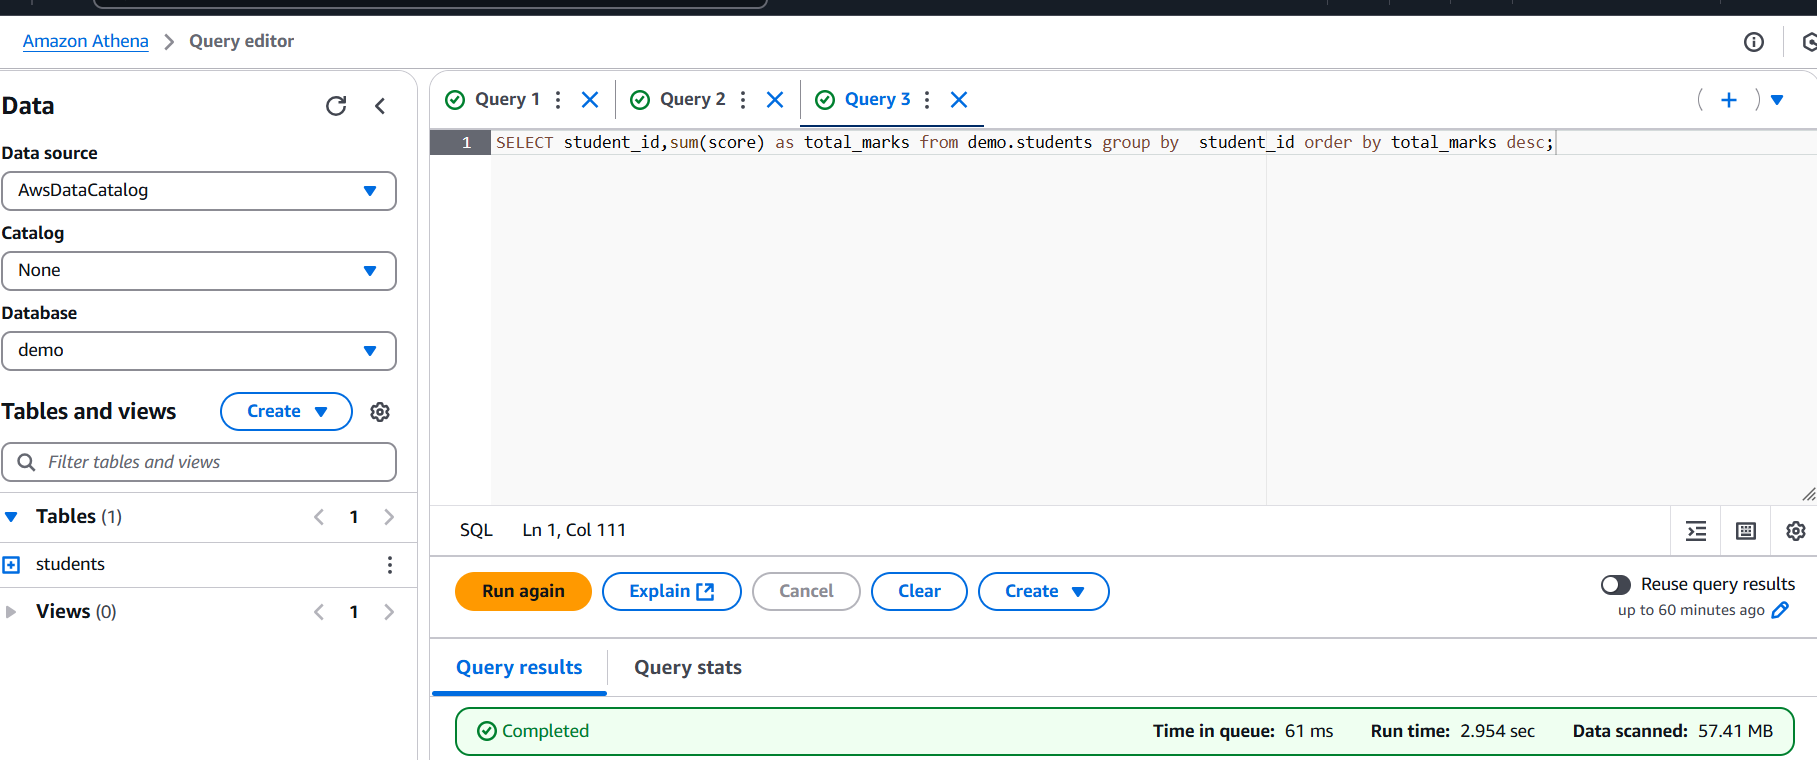 Amazon Athena > Query editor
Data
Data source
AwsDataCatalog
Catalog
None
Database
demo
Tables and views
Create
Filter tables and views
Tables (1)
1
students
Views (0)
1
Query 1
Query 2
Query 3
1
SELECT student_id,sum(score) as total_marks from demo.students group by  student_id order by total_marks desc;
SQL
Ln 1, Col 111
Run again
Explain
Cancel
Clear
Create
Reuse query results
up to 60 minutes ago
Query results
Query stats
Completed
Time in queue: 61 ms
Run time: 2.954 sec
Data scanned: 57.41 MB